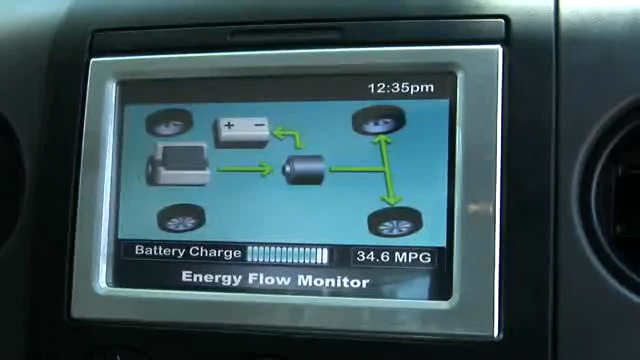 12:35pm
+ −
Battery Charge 34.6 MPG
Energy Flow Monitor